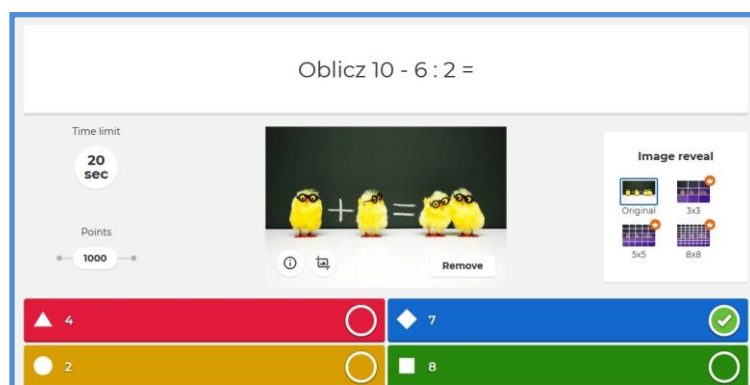 Oblicz 10 - 6 : 2 =
Time limit
20
sec
Points
1000
+ =
Remove
Image reveal
Original
3x3
5x5
8x8
4
7
2
8